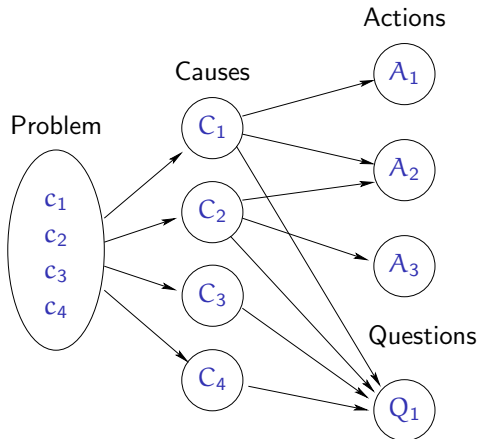 Problem
c₁
c₂
c₃
c₄
Causes
C₁
C₂
C₃
C₄
Actions
A₁
A₂
A₃
Questions
Q₁